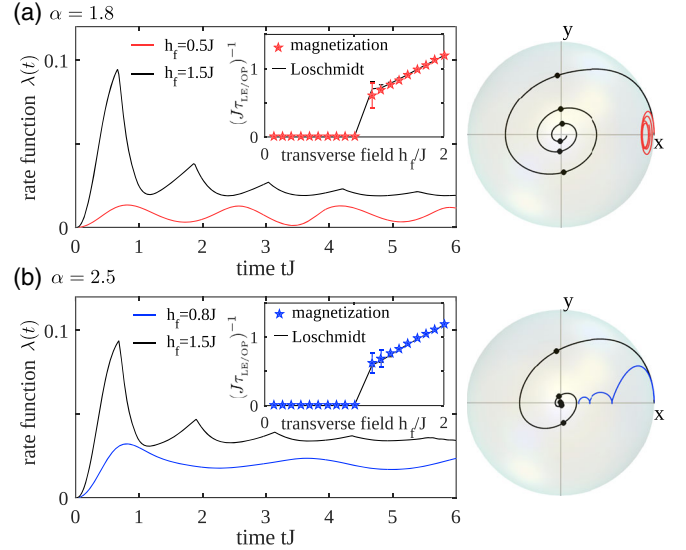 (a) α = 1.8
rate function λ(t)
0.1
0
h_f=0.5J
h_f=1.5J
(Jτ_LE/OP)⁻¹
1
0
magnetization
Loschmidt
0 transverse field h_f/J 2
0 1 2 3 4 5 6
time tJ
y
x
(b) α = 2.5
rate function λ(t)
0.1
0
h_f=0.8J
h_f=1.5J
(Jτ_LE/OP)⁻¹
1
0
magnetization
Loschmidt
0 transverse field h_f/J 2
0 1 2 3 4 5 6
time tJ
y
x